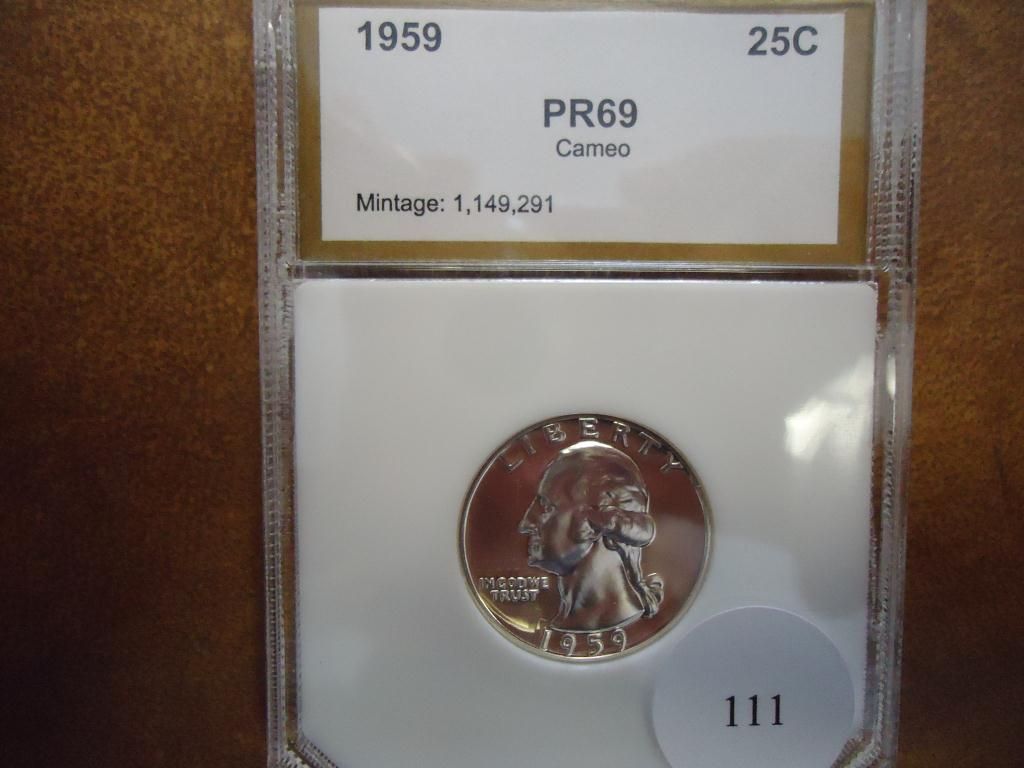 1959 25C
PR69
Cameo
Mintage: 1,149,291
LIBERTY
IN GOD WE
TRUST
1959
111